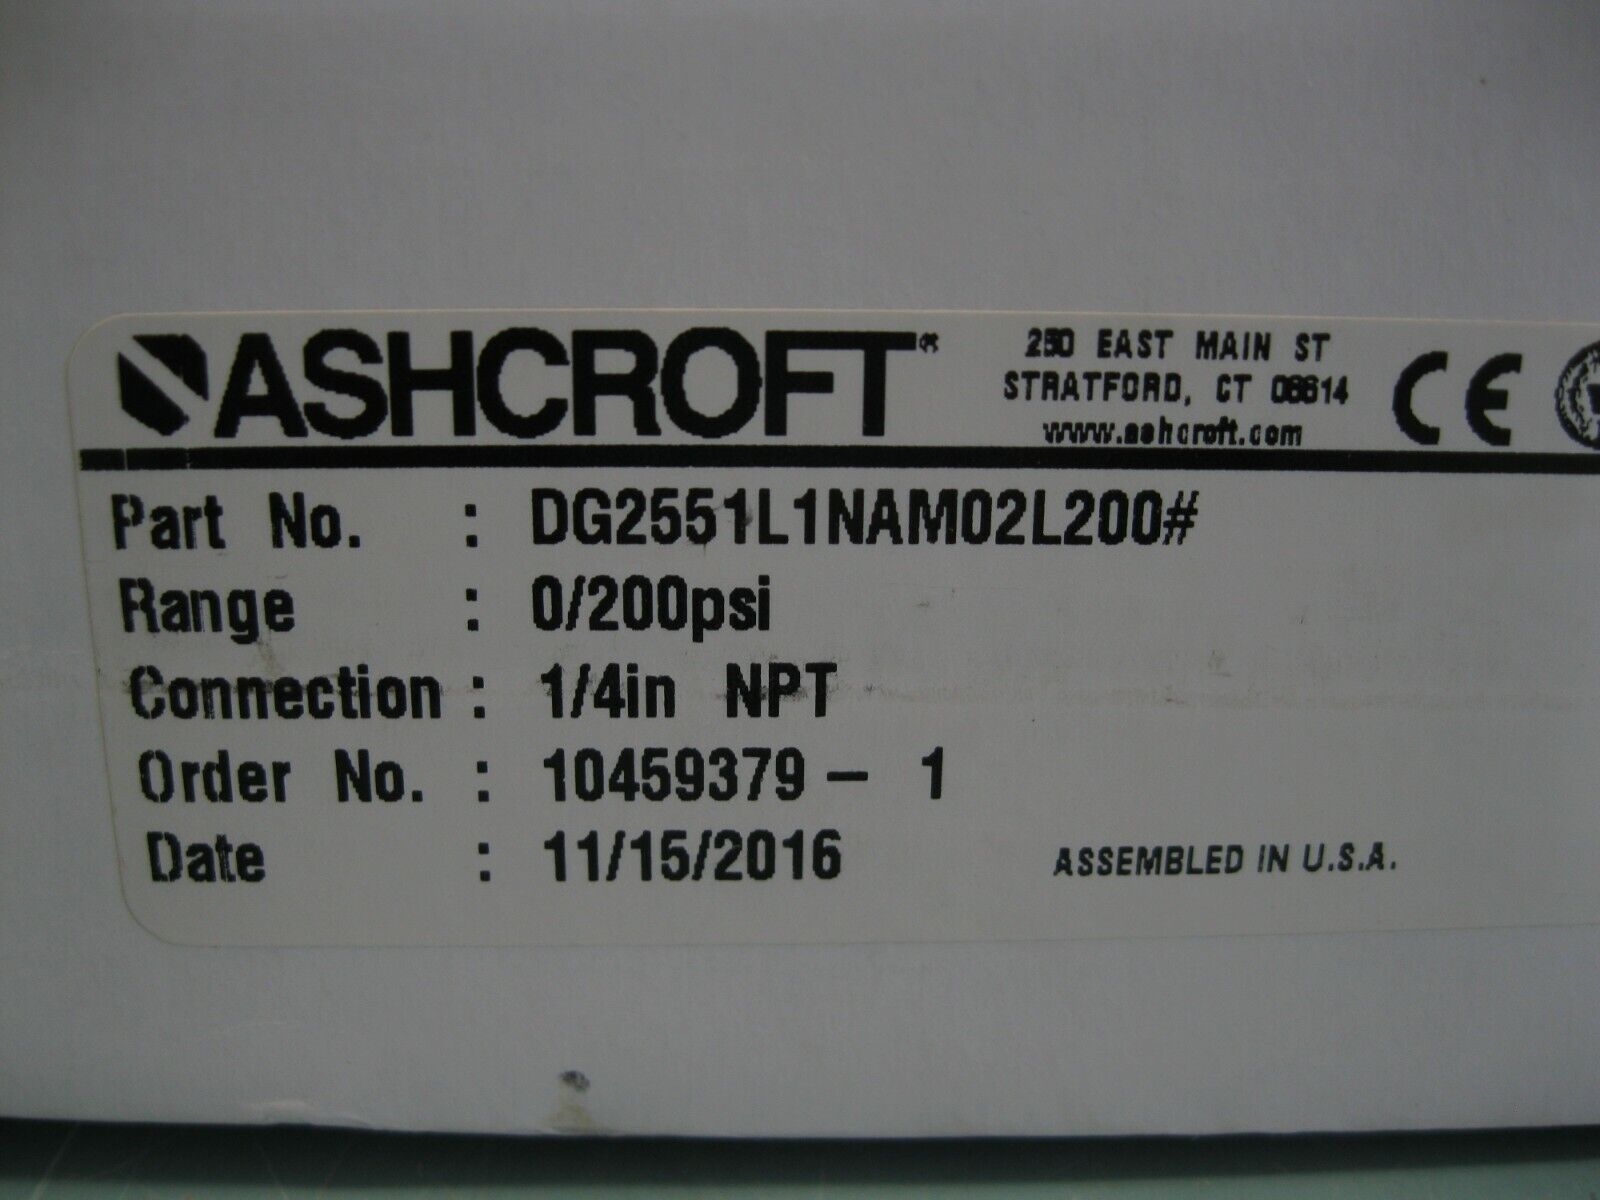 ASHCROFT®
250 EAST MAIN ST
STRATFORD, CT 06614
www.ashcroft.com
CE
Part No. : DG2551L1NAM02L200#
Range : 0/200psi
Connection : 1/4in NPT
Order No. : 10459379 - 1
Date : 11/15/2016
ASSEMBLED IN U.S.A.